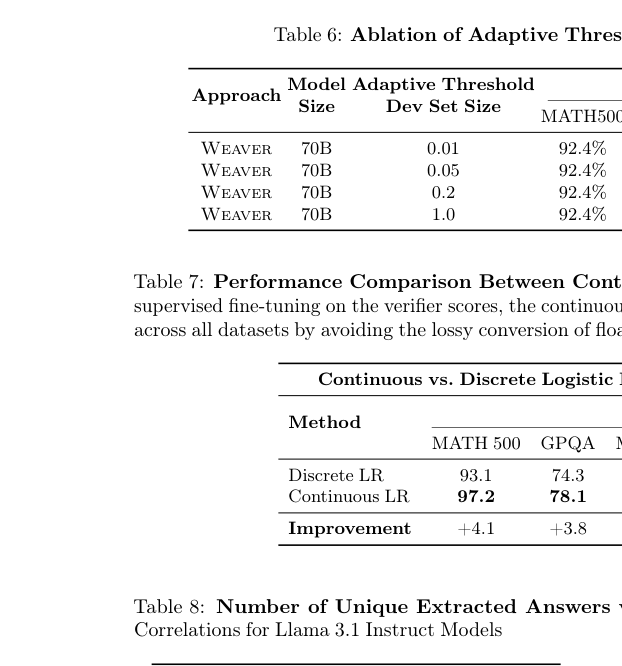 Table 6: Ablation of Adaptive Thres
Approach Model Size Adaptive Threshold Dev Set Size
MATH500
WEAVER 70B 0.01 92.4%
WEAVER 70B 0.05 92.4%
WEAVER 70B 0.2 92.4%
WEAVER 70B 1.0 92.4%
Table 7: Performance Comparison Between Cont
supervised fine-tuning on the verifier scores, the continuou
across all datasets by avoiding the lossy conversion of floa
Continuous vs. Discrete Logistic
Method
MATH 500 GPQA
Discrete LR 93.1 74.3
Continuous LR 97.2 78.1
Improvement +4.1 +3.8
Table 8: Number of Unique Extracted Answers
Correlations for Llama 3.1 Instruct Models